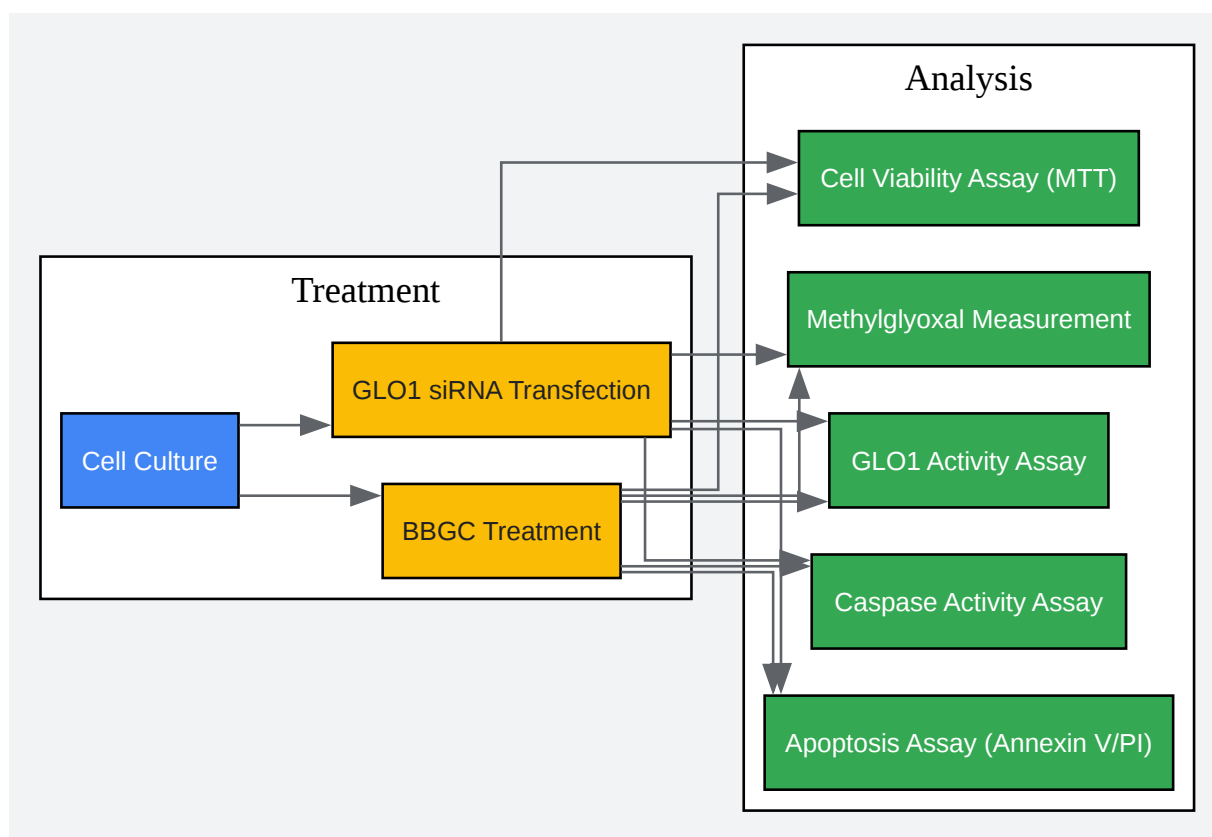 Treatment
Cell Culture
GLO1 siRNA Transfection
BBGC Treatment
Analysis
Cell Viability Assay (MTT)
Methylglyoxal Measurement
GLO1 Activity Assay
Caspase Activity Assay
Apoptosis Assay (Annexin V/PI)